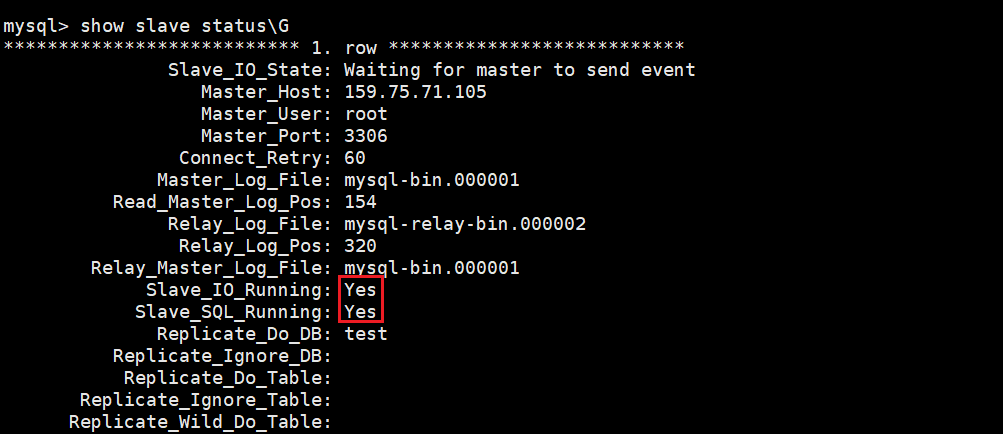 mysql> show slave status\G
*************************** 1. row ***************************
Slave_IO_State: Waiting for master to send event
Master_Host: 159.75.71.105
Master_User: root
Master_Port: 3306
Connect_Retry: 60
Master_Log_File: mysql-bin.000001
Read_Master_Log_Pos: 154
Relay_Log_File: mysql-relay-bin.000002
Relay_Log_Pos: 320
Relay_Master_Log_File: mysql-bin.000001
Slave_IO_Running: Yes
Slave_SQL_Running: Yes
Replicate_Do_DB: test
Replicate_Ignore_DB:
Replicate_Do_Table:
Replicate_Ignore_Table:
Replicate_Wild_Do_Table: